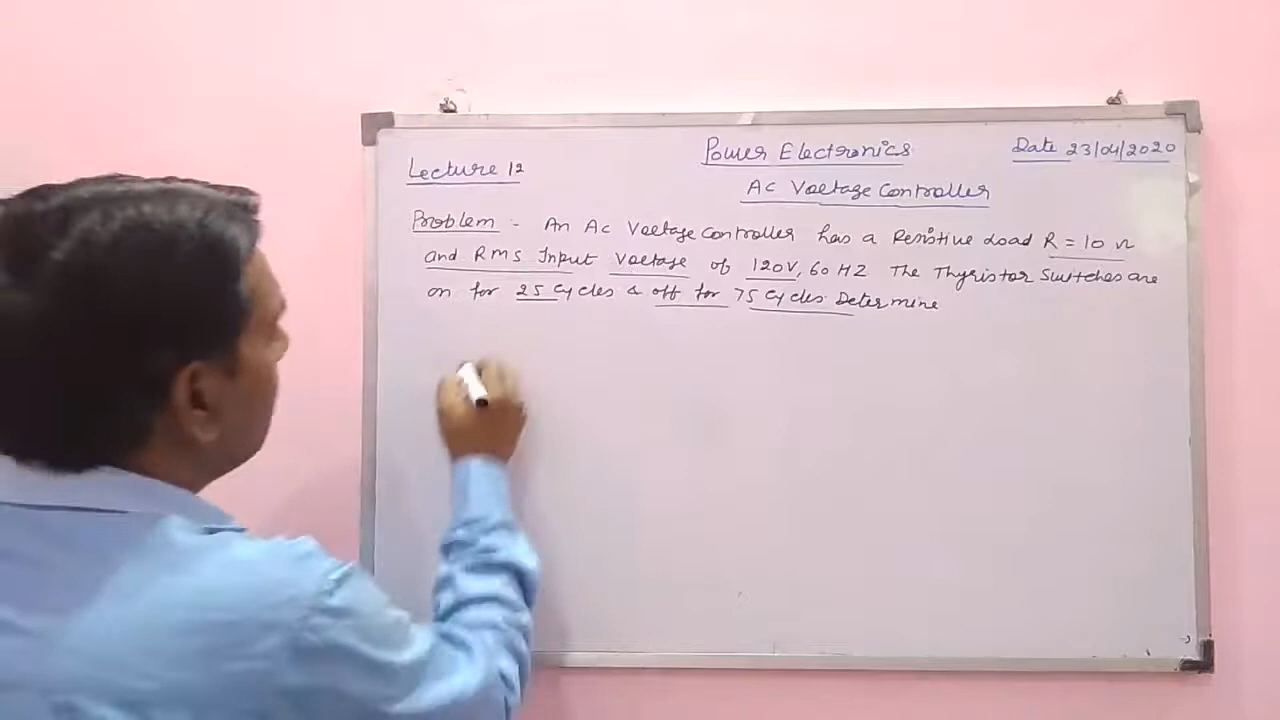 Lecture 12
Power Electronics
Date 23/04/2020
AC Voltage Controller
Problem :- An AC Voltage Controller has a Resistive Load R = 10 Ω
and RMS Input Voltage of 120V, 60 HZ The Thyristor Switches are
on for 25 Cycles & off for 75 Cycles. Determine